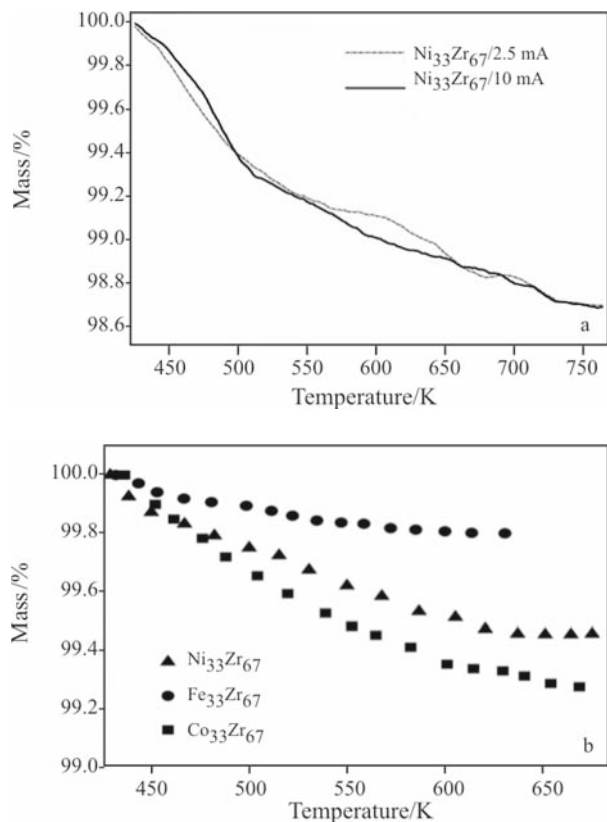 100.0
99.8
99.4
99.2
99.0
98.8
98.6
Mass/%
Ni33Zr67/2.5 mA
Ni33Zr67/10 mA
a
450 500 550 600 650 700 750
Temperature/K
100.0
99.8
99.6
99.4
99.2
99.0
Mass/%
Ni33Zr67
Fe33Zr67
Co33Zr67
b
450 500 550 600 650
Temperature/K